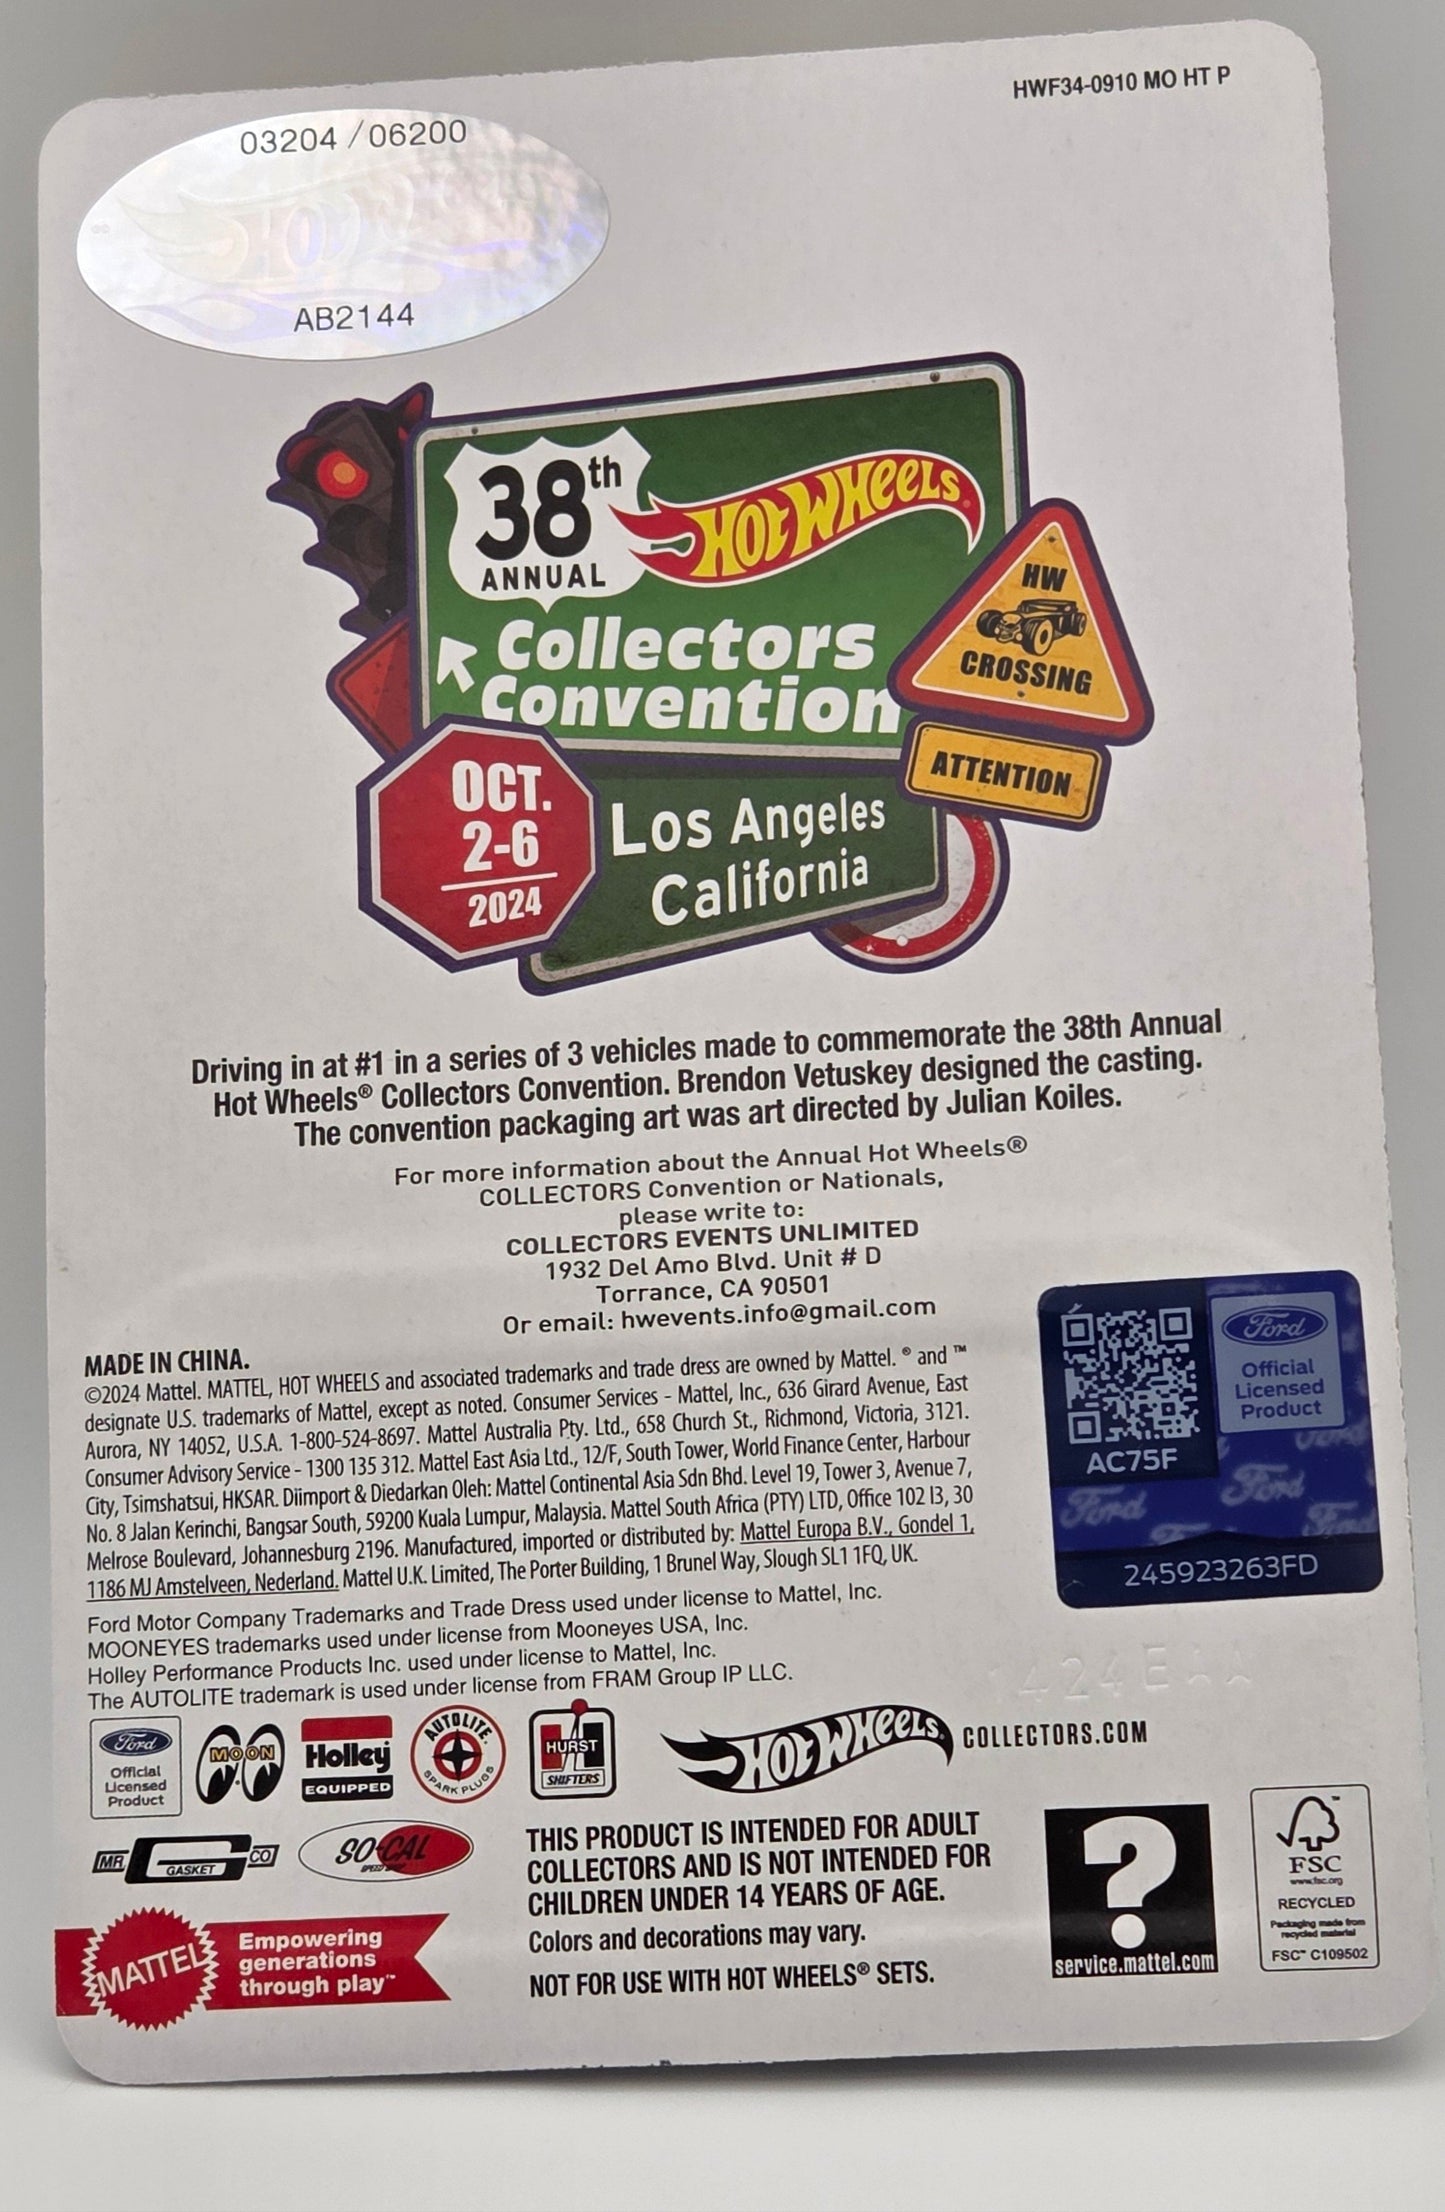 HWF34-0910 MO HT P
03204 / 06200
HOT
AB2144
38th
ANNUAL
HOT WHEELS
Collectors
Convention
HW
CROSSING
ATTENTION
OCT.
2-6
2024
Los Angeles
California
Driving in at #1 in a series of 3 vehicles made to commemorate the 38th Annual
Hot Wheels® Collectors Convention. Brendon Vetuskey designed the casting.
The convention packaging art was art directed by Julian Koiles.
For more information about the Annual Hot Wheels®
COLLECTORS Convention or Nationals,
please write to:
COLLECTORS EVENTS UNLIMITED
1932 Del Amo Blvd. Unit # D
Torrance, CA 90501
Or email: hwevents.info@gmail.com
MADE IN CHINA.
©2024 Mattel. MATTEL, HOT WHEELS and associated trademarks and trade dress are owned by Mattel. ® and ™
designate U.S. trademarks of Mattel, except as noted. Consumer Services - Mattel, Inc., 636 Girard Avenue, East
Aurora, NY 14052, U.S.A. 1-800-524-8697. Mattel Australia Pty. Ltd., 658 Church St., Richmond, Victoria, 3121.
Consumer Advisory Service - 1300 135 312. Mattel East Asia Ltd., 12/F, South Tower, World Finance Center, Harbour
City, Tsimshatsui, HKSAR. Diimport & Diedarkan Oleh: Mattel Continental Asia Sdn Bhd. Level 19, Tower 3, Avenue 7,
No. 8 Jalan Kerinchi, Bangsar South, 59200 Kuala Lumpur, Malaysia. Mattel South Africa (PTY) LTD, Office 102 I3, 30
Melrose Boulevard, Johannesburg 2196. Manufactured, imported or distributed by: Mattel Europa B.V., Gondel 1,
1186 MJ Amstelveen, Nederland. Mattel U.K. Limited, The Porter Building, 1 Brunel Way, Slough SL1 1FQ, UK.
Ford Motor Company Trademarks and Trade Dress used under license to Mattel, Inc.
MOONEYES trademarks used under license from Mooneyes USA, Inc.
Holley Performance Products Inc. used under license to Mattel, Inc.
The AUTOLITE trademark is used under license from FRAM Group IP LLC.
Ford
Official
Licensed
Product
AC75F
Ford
Ford
245923263FD
Ford
Official
Licensed
Product
MOON
Holley
EQUIPPED
AUTOLITE
SPARK PLUGS
HURST
SHIFTERS
HOT WHEELS COLLECTORS.COM
MR GASKET CO
SO-CAL
SPEED SHOP
THIS PRODUCT IS INTENDED FOR ADULT
COLLECTORS AND IS NOT INTENDED FOR
CHILDREN UNDER 14 YEARS OF AGE.
Colors and decorations may vary.
NOT FOR USE WITH HOT WHEELS® SETS.
MATTEL
Empowering
generations
through play™
?
service.mattel.com
FSC
www.fsc.org
RECYCLED
Packaging made from
recycled material
FSC™ C109502